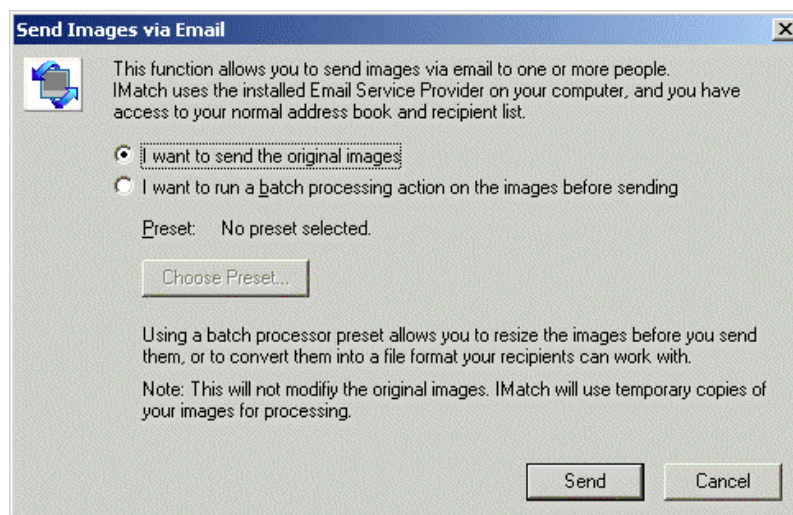 Send Images via Email
This function allows you to send images via email to one or more people.
IMatch uses the installed Email Service Provider on your computer, and you have
access to your normal address book and recipient list.
I want to send the original images
I want to run a batch processing action on the images before sending
Preset: No preset selected.
Choose Preset...
Using a batch processor preset allows you to resize the images before you send
them, or to convert them into a file format your recipients can work with.
Note: This will not modifiy the original images. IMatch will use temporary copies of
your images for processing.
Send Cancel